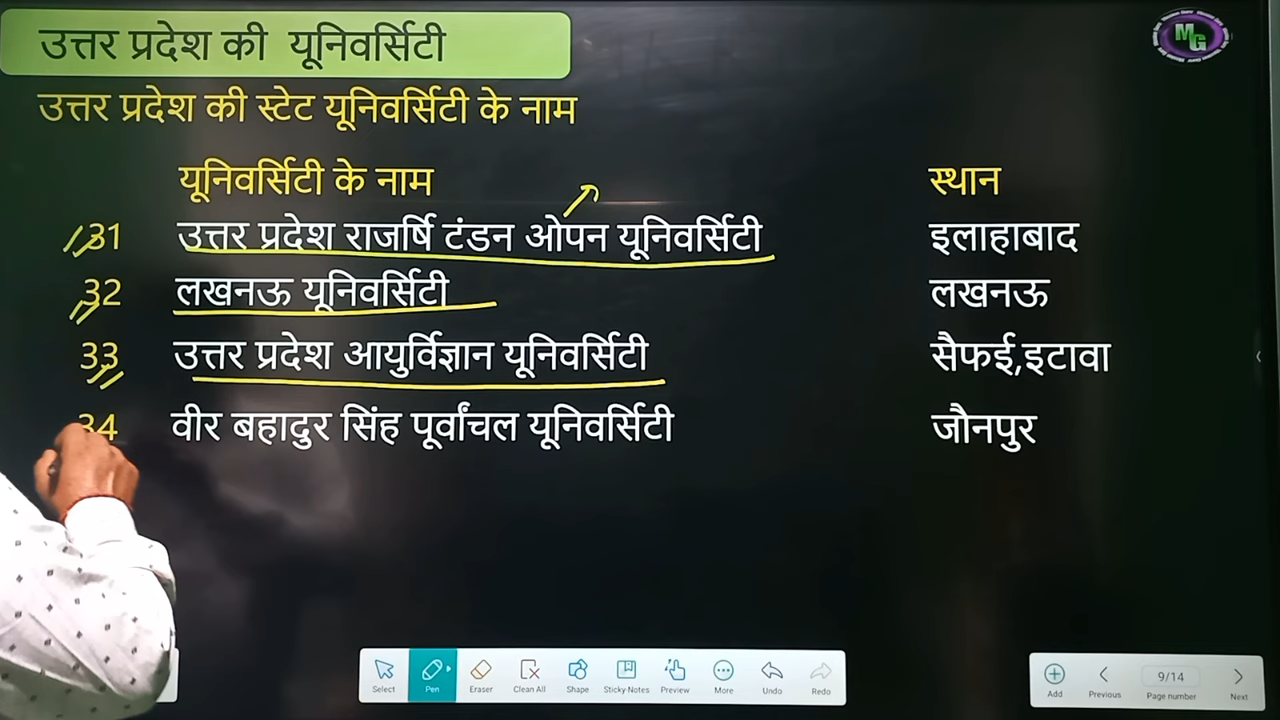 उत्तर प्रदेश की यूनिवर्सिटी
MG
उत्तर प्रदेश की स्टेट यूनिवर्सिटी के नाम
यूनिवर्सिटी के नाम स्थान
31 उत्तर प्रदेश राजर्षि टंडन ओपन यूनिवर्सिटी इलाहाबाद
32 लखनऊ यूनिवर्सिटी लखनऊ
33 उत्तर प्रदेश आयुर्विज्ञान यूनिवर्सिटी सैफई,इटावा
34 वीर बहादुर सिंह पूर्वांचल यूनिवर्सिटी जौनपुर
Select Pen Eraser Clean All Shape Sticky-Notes Preview More Undo Redo
9/14
Add Previous Page number Next